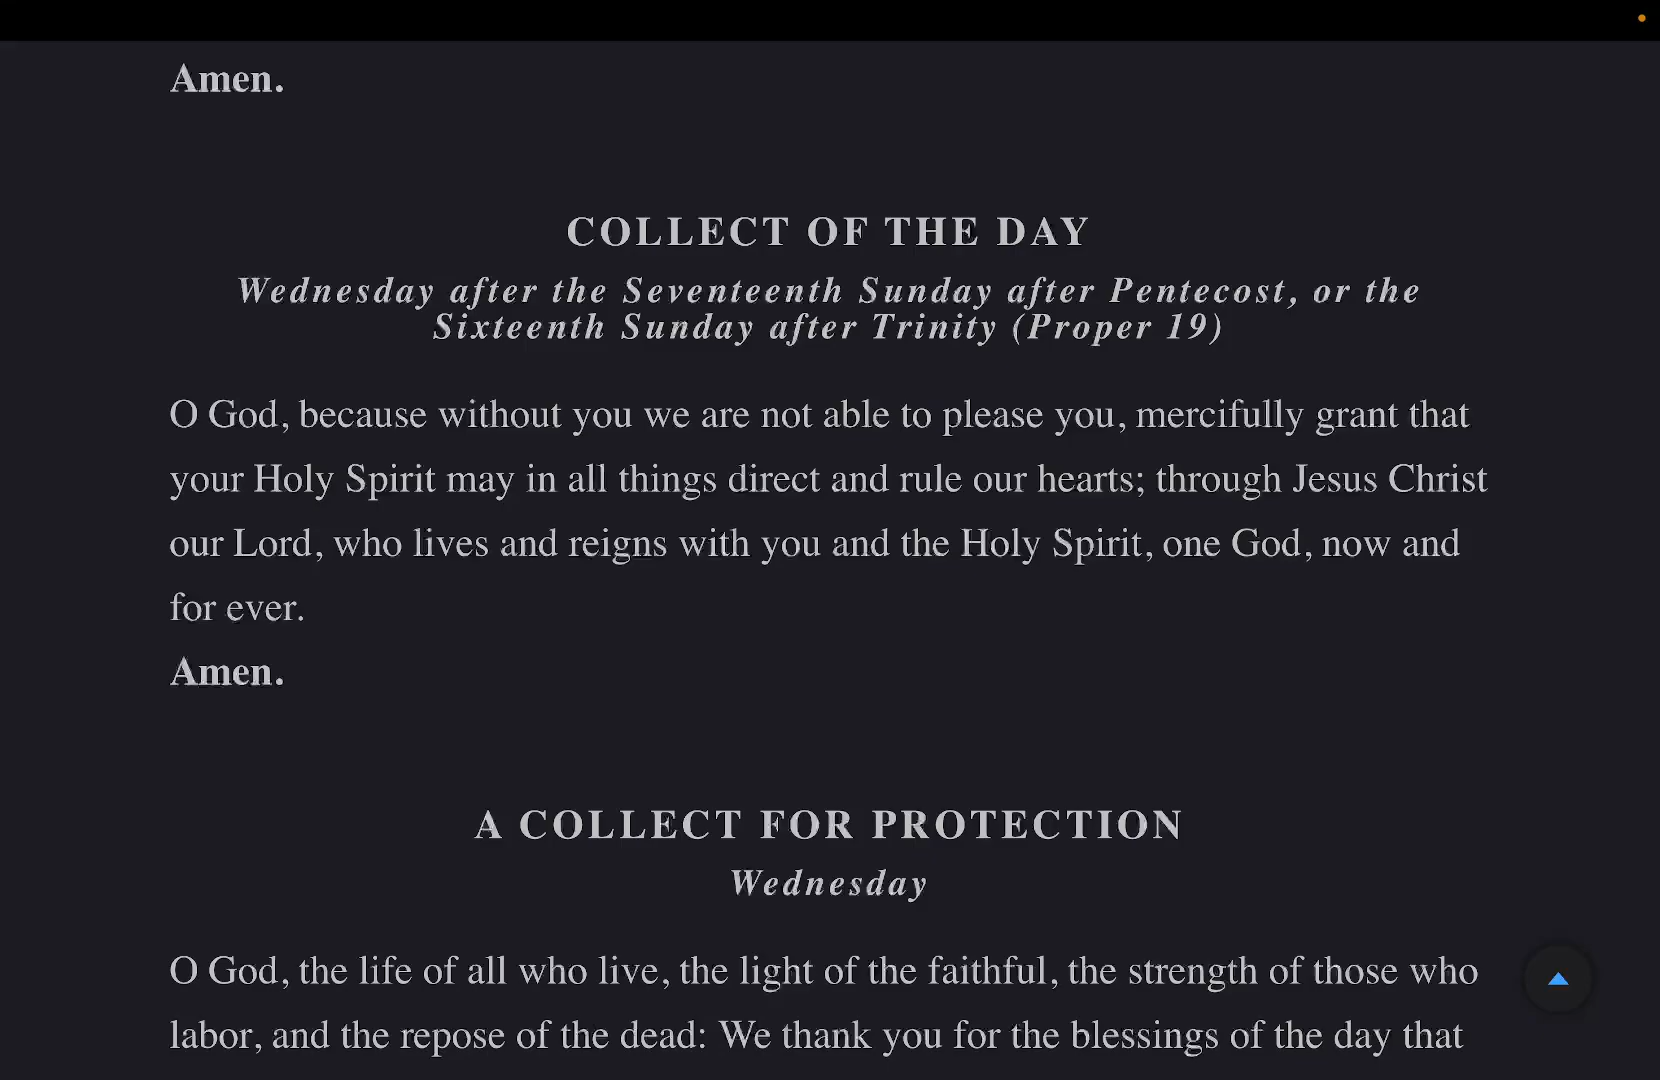 Amen.
COLLECT OF THE DAY
Wednesday after the Seventeenth Sunday after Pentecost, or the
Sixteenth Sunday after Trinity (Proper 19)
O God, because without you we are not able to please you, mercifully grant that
your Holy Spirit may in all things direct and rule our hearts; through Jesus Christ
our Lord, who lives and reigns with you and the Holy Spirit, one God, now and
for ever.
Amen.
A COLLECT FOR PROTECTION
Wednesday
O God, the life of all who live, the light of the faithful, the strength of those who
labor, and the repose of the dead: We thank you for the blessings of the day that